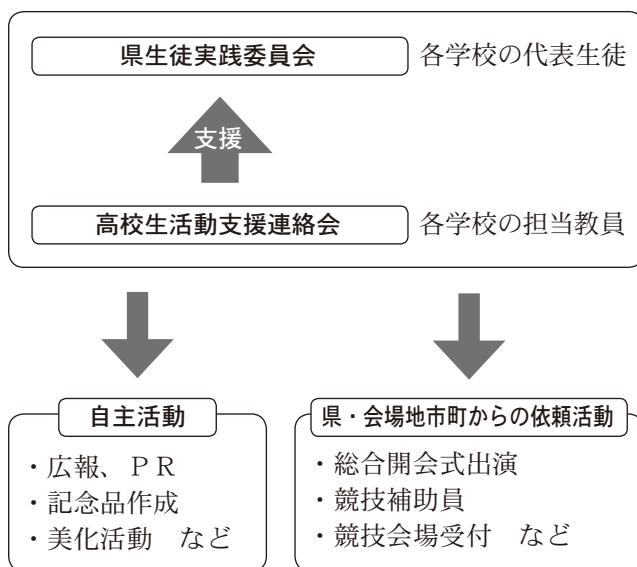 県生徒実践委員会　各学校の代表生徒
支援
高校生活動支援連絡会　各学校の担当教員
自主活動
・広報、ＰＲ
・記念品作成
・美化活動　など
県・会場地市町からの依頼活動
・総合開会式出演
・競技補助員
・競技会場受付　など